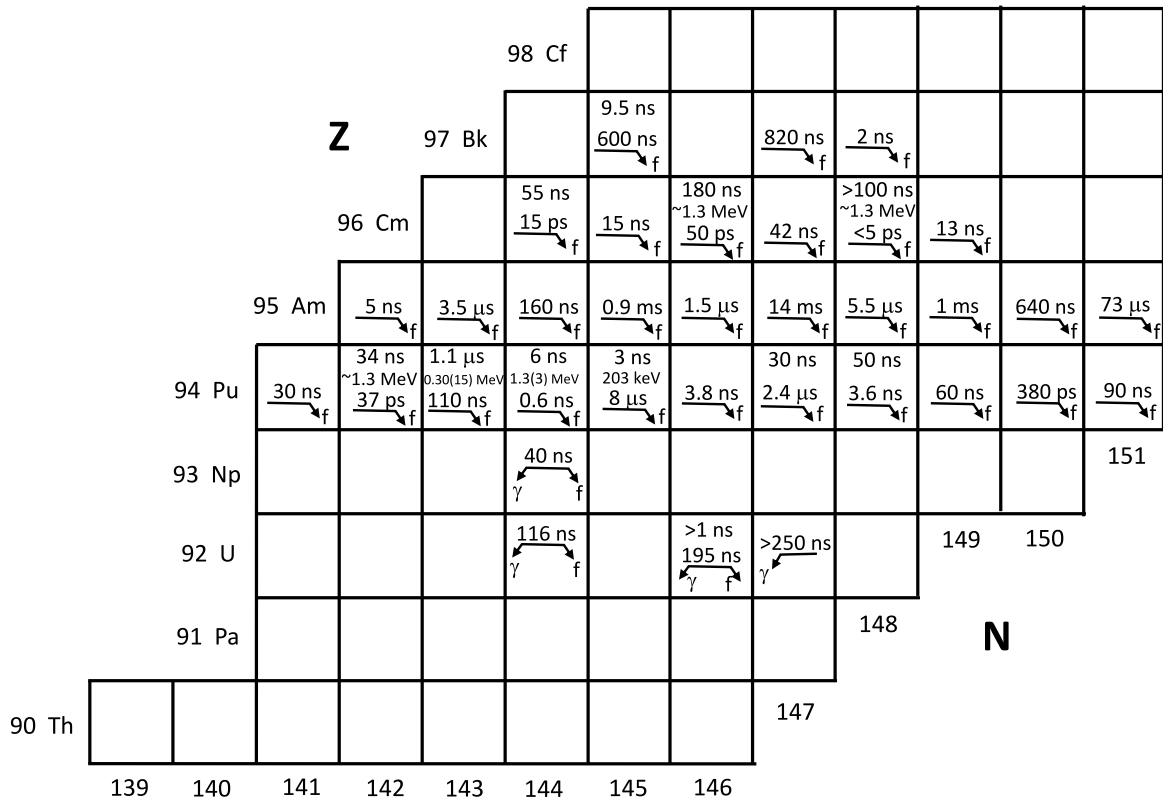 98 Cf
Z
97 Bk
9.5 ns
600 ns
f
820 ns
f
2 ns
f
96 Cm
55 ns
15 ps
f
15 ns
f
180 ns
~1.3 MeV
50 ps
f
42 ns
f
>100 ns
~1.3 MeV
<5 ps
f
13 ns
f
95 Am
5 ns
f
3.5 μs
f
160 ns
f
0.9 ms
f
1.5 μs
f
14 ms
f
5.5 μs
f
1 ms
f
640 ns
f
73 μs
f
94 Pu
30 ns
f
34 ns
~1.3 MeV
37 ps
f
1.1 μs
0.30(15) MeV
110 ns
f
6 ns
1.3(3) MeV
0.6 ns
f
3 ns
203 keV
8 μs
f
3.8 ns
f
30 ns
2.4 μs
f
50 ns
3.6 ns
f
60 ns
f
380 ps
f
90 ns
f
93 Np
40 ns
γ f
151
92 U
116 ns
γ f
>1 ns
195 ns
γ f
>250 ns
γ
149 150
91 Pa
148
N
90 Th
147
139 140 141 142 143 144 145 146